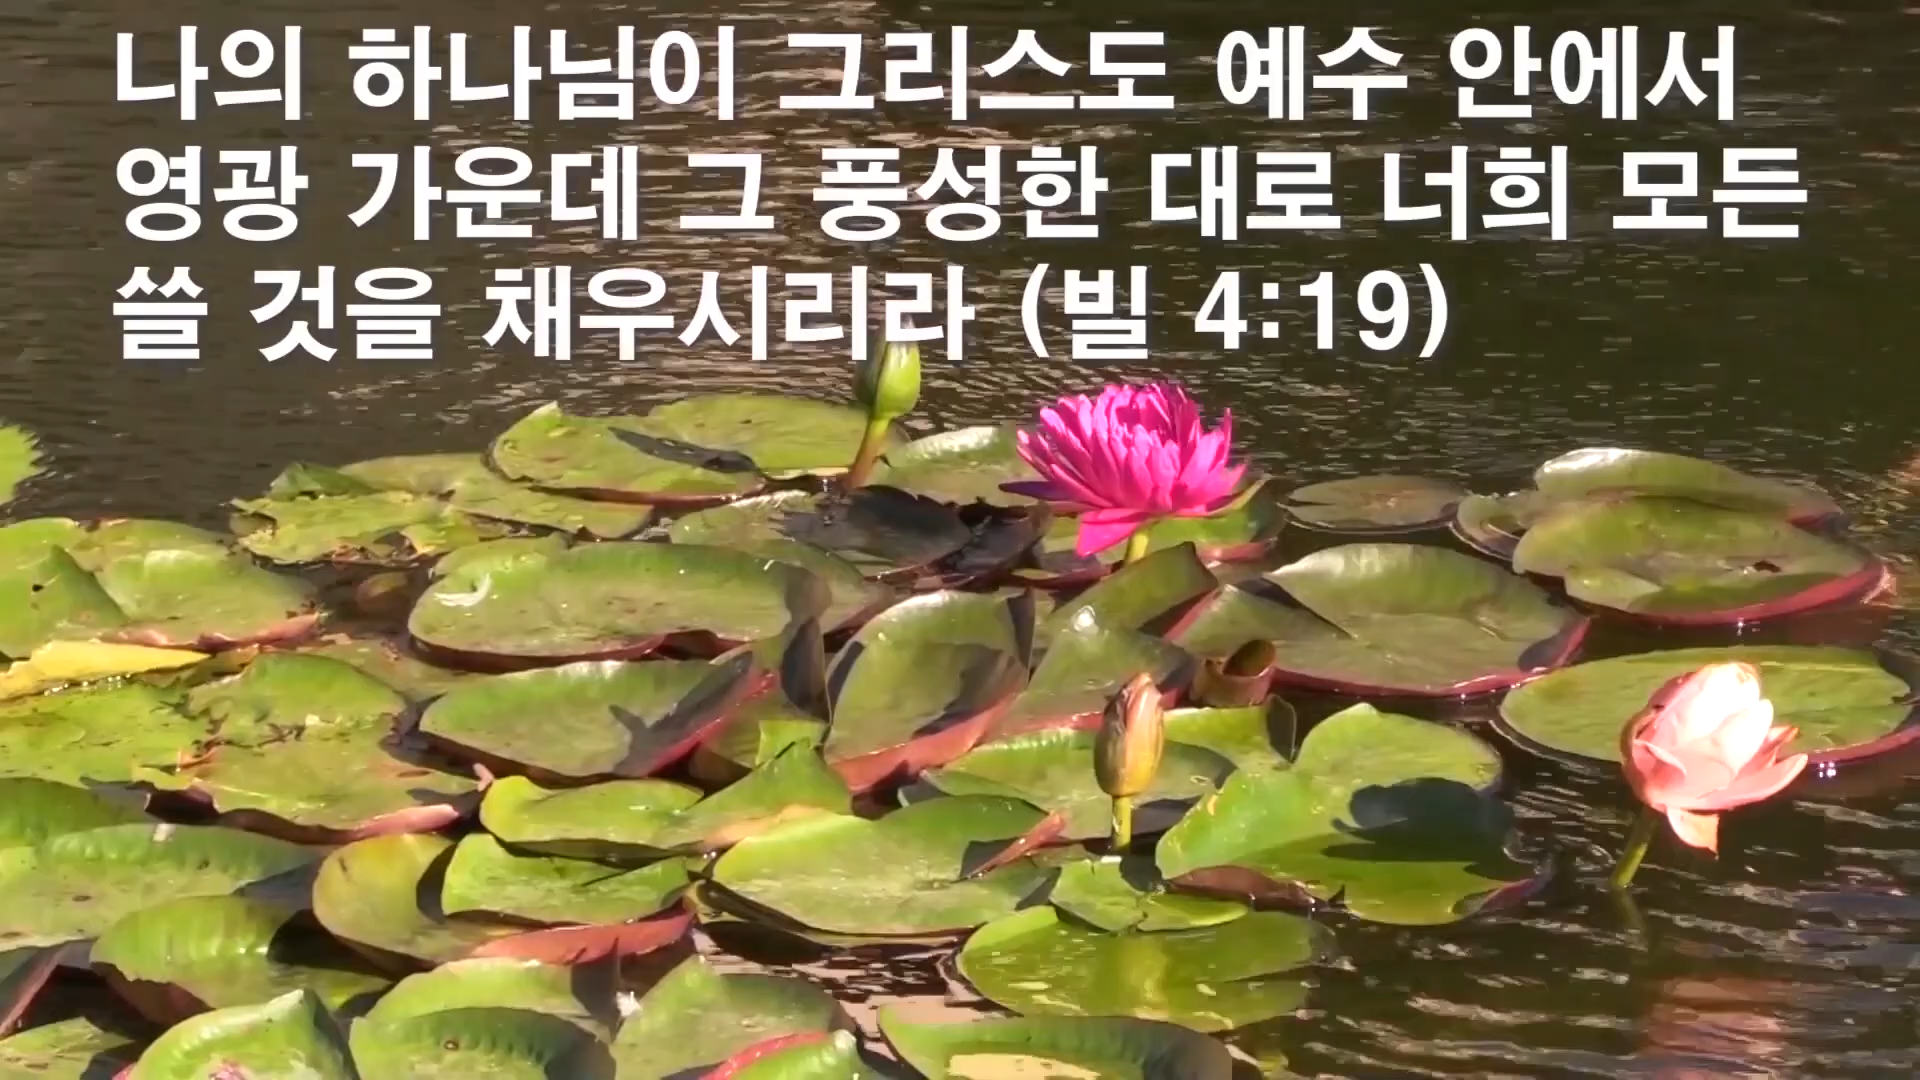 나의 하나님이 그리스도 예수 안에서
영광 가운데 그 풍성한 대로 너희 모든
쓸 것을 채우시리라 (빌 4:19)